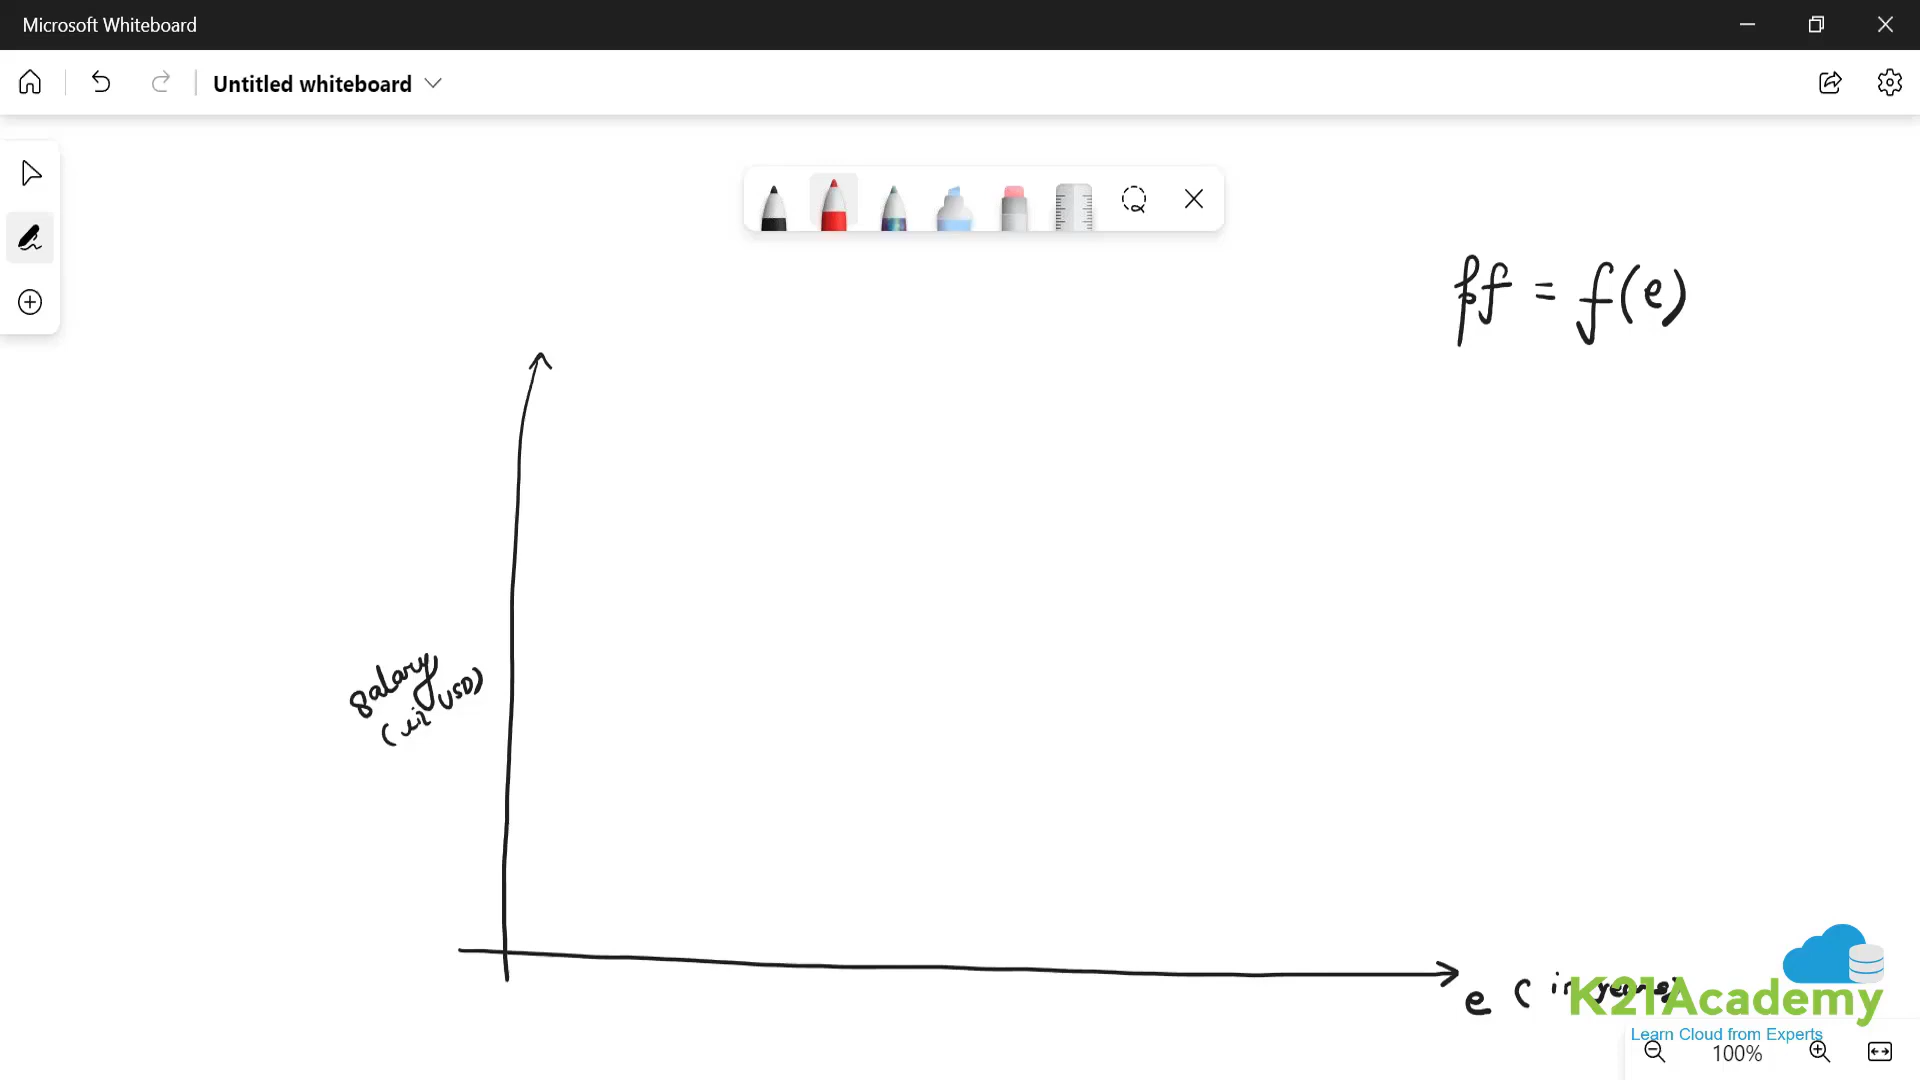 Microsoft Whiteboard
Untitled whiteboard
ff = f(e)
Salary
(in USD)
e (in years)
K21Academy
Learn Cloud from Experts
100%